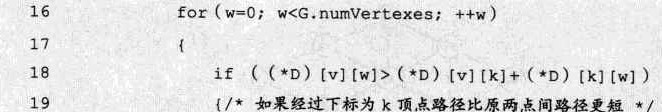 16 for(w=0; w<G.numVertexes; ++w)
17 {
18 if ((*D)[v][w]>(*D)[v][k]+(*D)[k][w])
19 {/* 如果经过下标为k顶点路径比原两点间路径更短 */